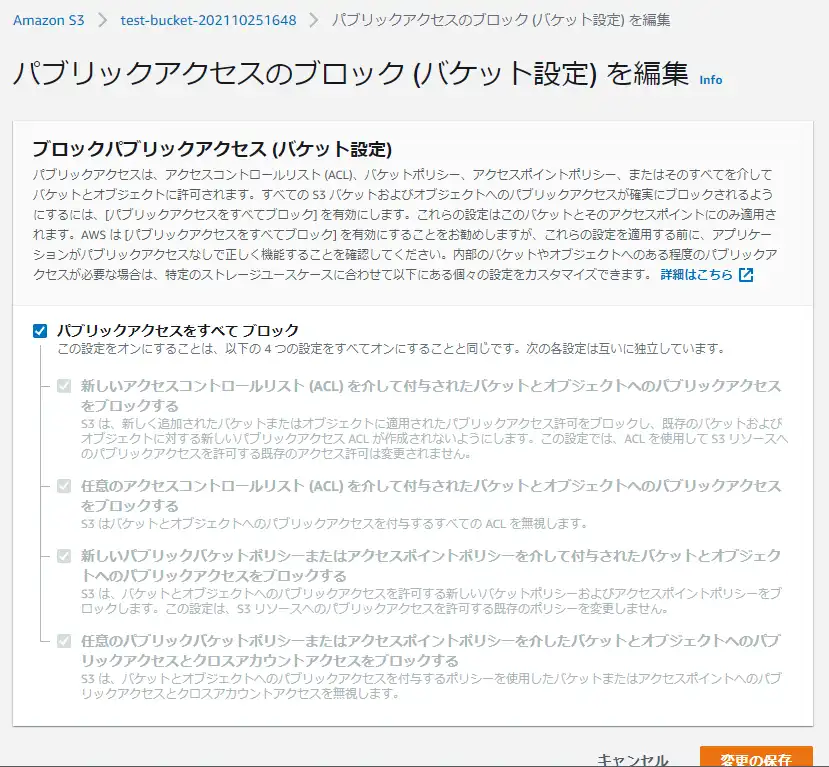 Amazon S3 > test-bucket-202110251648 > パブリックアクセスのブロック (バケット設定) を編集
パブリックアクセスのブロック (バケット設定) を編集 Info
ブロックパブリックアクセス (バケット設定)
パブリックアクセスは、アクセスコントロールリスト (ACL)、バケットポリシー、アクセスポイントポリシー、またはそのすべてを介して
バケットとオブジェクトに許可されます。すべての S3 バケットおよびオブジェクトへのパブリックアクセスが確実にブロックされるよう
にするには、[パブリックアクセスをすべてブロック] を有効にします。これらの設定はこのバケットとそのアクセスポイントにのみ適用さ
れます。AWS は [パブリックアクセスをすべてブロック] を有効にすることをお勧めしますが、これらの設定を適用する前に、アプリケー
ションがパブリックアクセスなしで正しく機能することを確認してください。内部のバケットやオブジェクトへのある程度のパブリックア
クセスが必要な場合は、特定のストレージユースケースに合わせて以下にある個々の設定をカスタマイズできます。 詳細はこちら
パブリックアクセスをすべて ブロック
この設定をオンにすることは、以下の 4 つの設定をすべてオンにすることと同じです。次の各設定は互いに独立しています。
新しいアクセスコントロールリスト (ACL) を介して付与されたバケットとオブジェクトへのパブリックアクセス
をブロックする
S3 は、新しく追加されたバケットまたはオブジェクトに適用されたパブリックアクセス許可をブロックし、既存のバケットおよび
オブジェクトに対する新しいパブリックアクセス ACL が作成されないようにします。この設定では、ACL を使用して S3 リソースへ
のパブリックアクセスを許可する既存のアクセス許可は変更されません。
任意のアクセスコントロールリスト (ACL) を介して付与されたバケットとオブジェクトへのパブリックアクセス
をブロックする
S3 はバケットとオブジェクトへのパブリックアクセスを付与するすべての ACL を無視します。
新しいパブリックバケットポリシーまたはアクセスポイントポリシーを介して付与されたバケットとオブジェク
トへのパブリックアクセスをブロックする
S3 は、バケットとオブジェクトへのパブリックアクセスを許可する新しいバケットポリシーおよびアクセスポイントポリシーをブ
ロックします。この設定は、S3 リソースへのパブリックアクセスを許可する既存のポリシーを変更しません。
任意のパブリックバケットポリシーまたはアクセスポイントポリシーを介したバケットとオブジェクトへのパブ
リックアクセスとクロスアカウントアクセスをブロックする
S3 は、バケットとオブジェクトへのパブリックアクセスを付与するポリシーを使用したバケットまたはアクセスポイントへのパブ
リックアクセスとクロスアカウントアクセスを無視します。
キャンセル 変更の保存